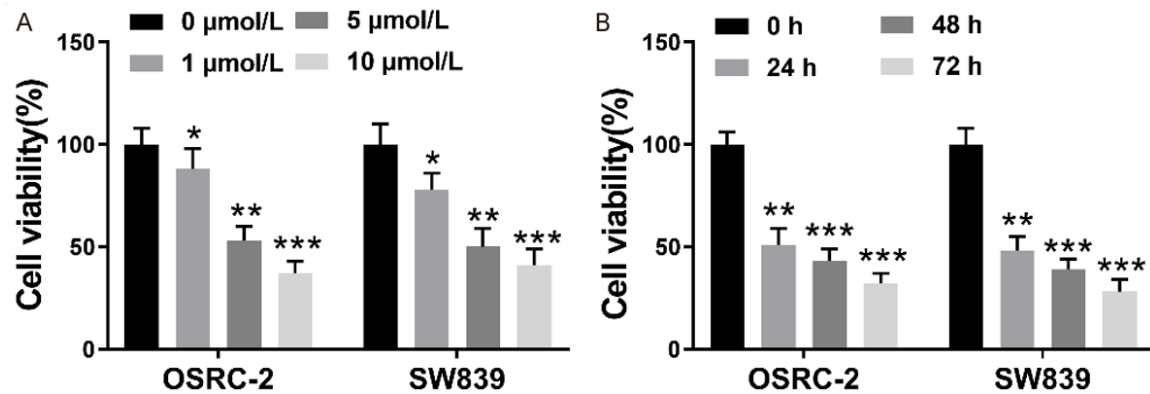 A
0 μmol/L
5 μmol/L
1 μmol/L
10 μmol/L
Cell viability(%)
150
100
50
0
*
**
***
*
**
***
OSRC-2
SW839
B
0 h
48 h
24 h
72 h
Cell viability(%)
150
100
50
0
**
***
***
**
***
***
OSRC-2
SW839